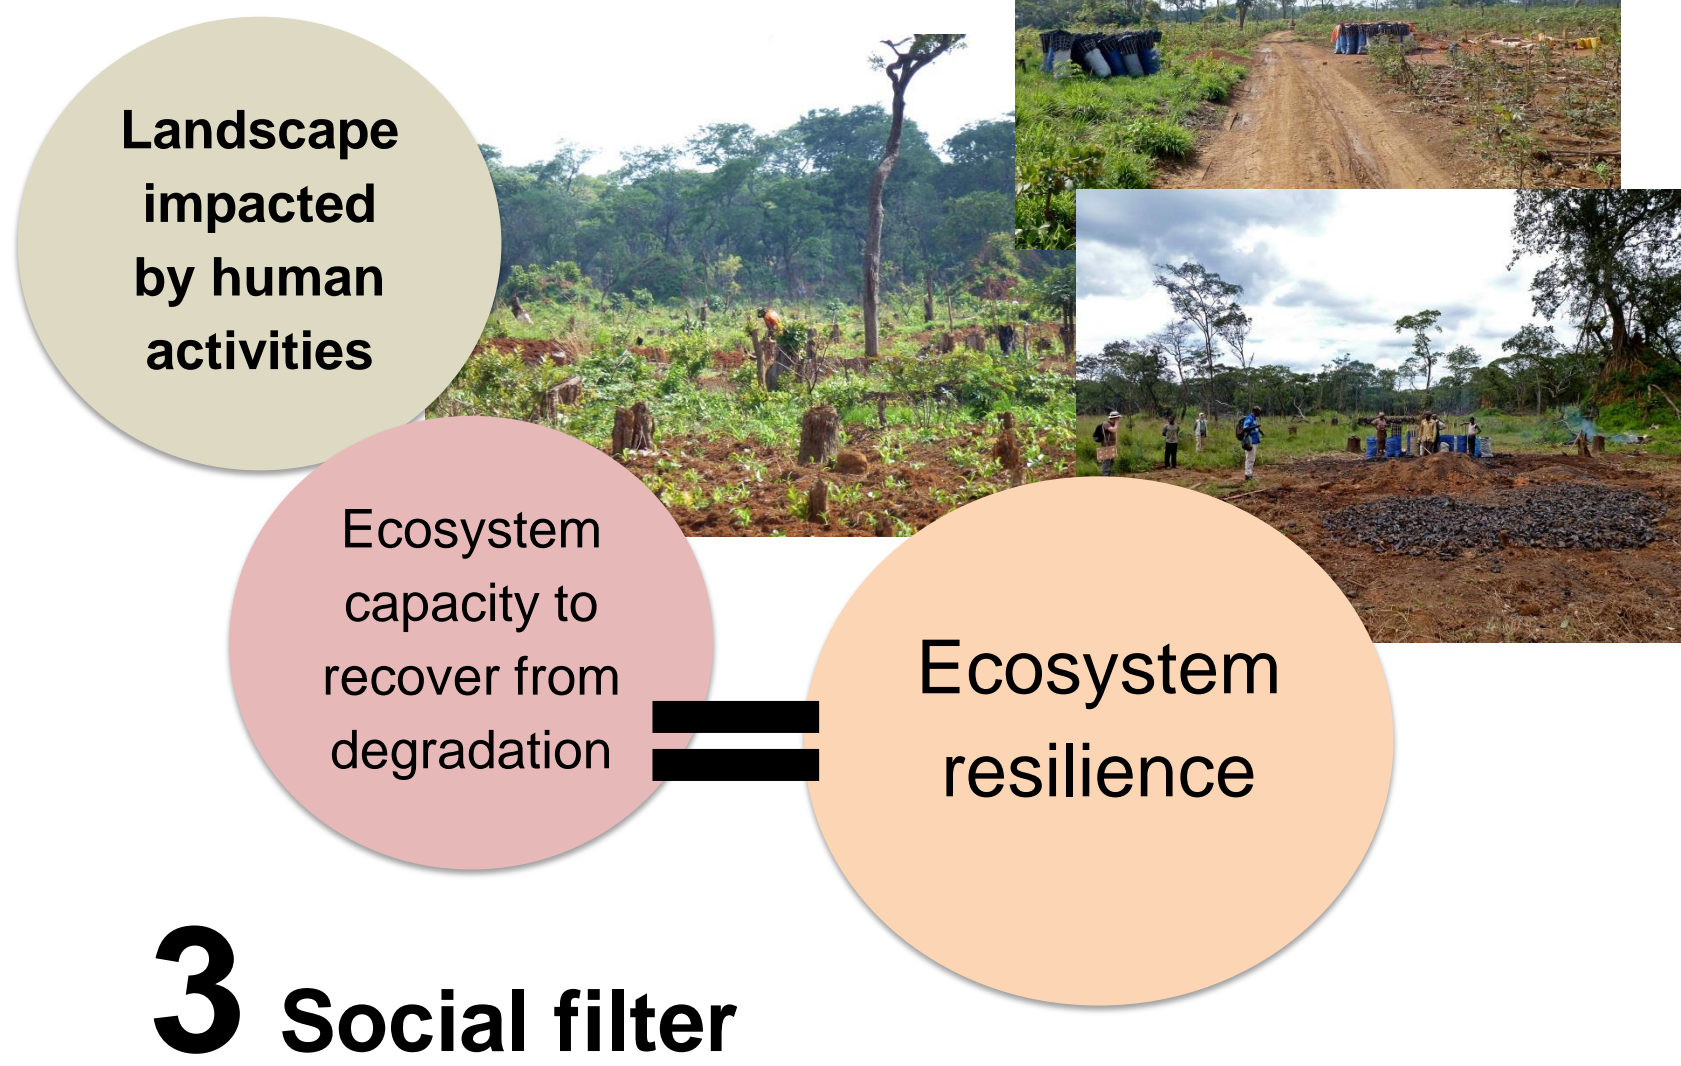 Landscape
impacted
by human
activities
Ecosystem
capacity to
recover from
degradation
Ecosystem
resilience
3 Social filter